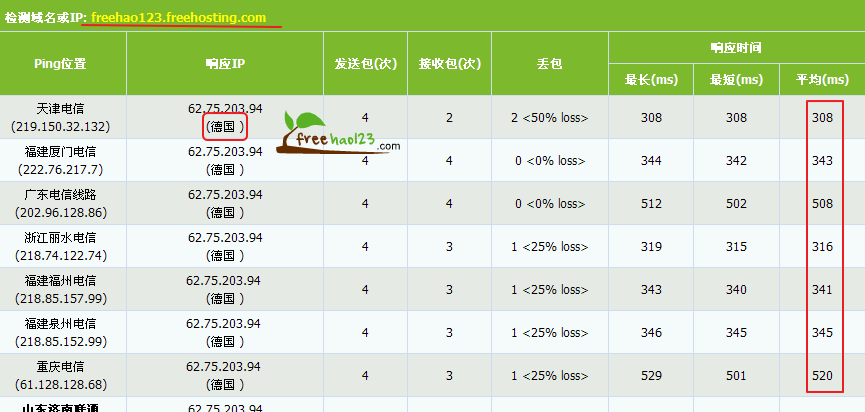 检测域名或IP: freehao123.freehosting.com
Ping位置 响应IP 发送包(次) 接收包(次) 丢包 响应时间
最长(ms) 最短(ms) 平均(ms)
天津电信 62.75.203.94 4 2 2 <50% loss> 308 308 308
(219.150.32.132) (德国 )
freehao123.com
福建厦门电信 62.75.203.94 4 4 0 <0% loss> 344 342 343
(222.76.217.7) (德国 )
广东电信线路 62.75.203.94 4 4 0 <0% loss> 512 502 508
(202.96.128.86) (德国 )
浙江丽水电信 62.75.203.94 4 3 1 <25% loss> 319 315 316
(218.74.122.74) (德国 )
福建福州电信 62.75.203.94 4 3 1 <25% loss> 343 340 341
(218.85.157.99) (德国 )
福建泉州电信 62.75.203.94 4 3 1 <25% loss> 346 345 345
(218.85.152.99) (德国 )
重庆电信 62.75.203.94 4 3 1 <25% loss> 529 501 520
(61.128.128.68) (德国 )
山东济南联通